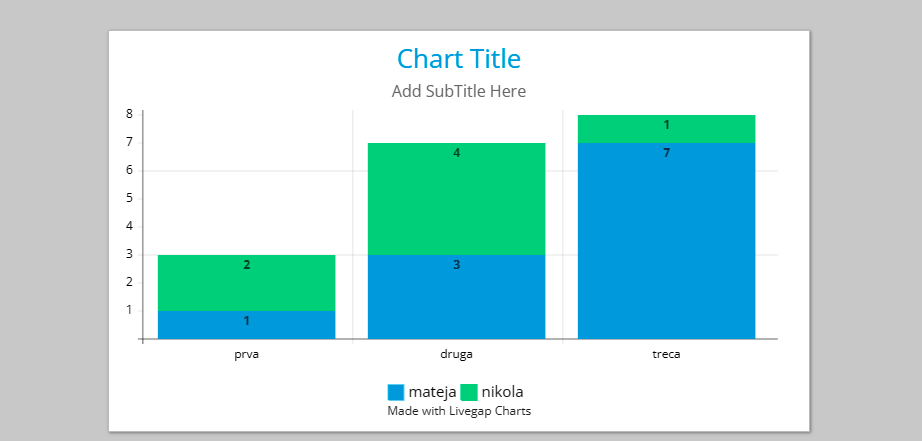 Chart Title
Add SubTitle Here
8
7
6
5
4
3
2
1
2
1
4
3
1
7
prva druga treca
mateja nikola
Made with Livegap Charts